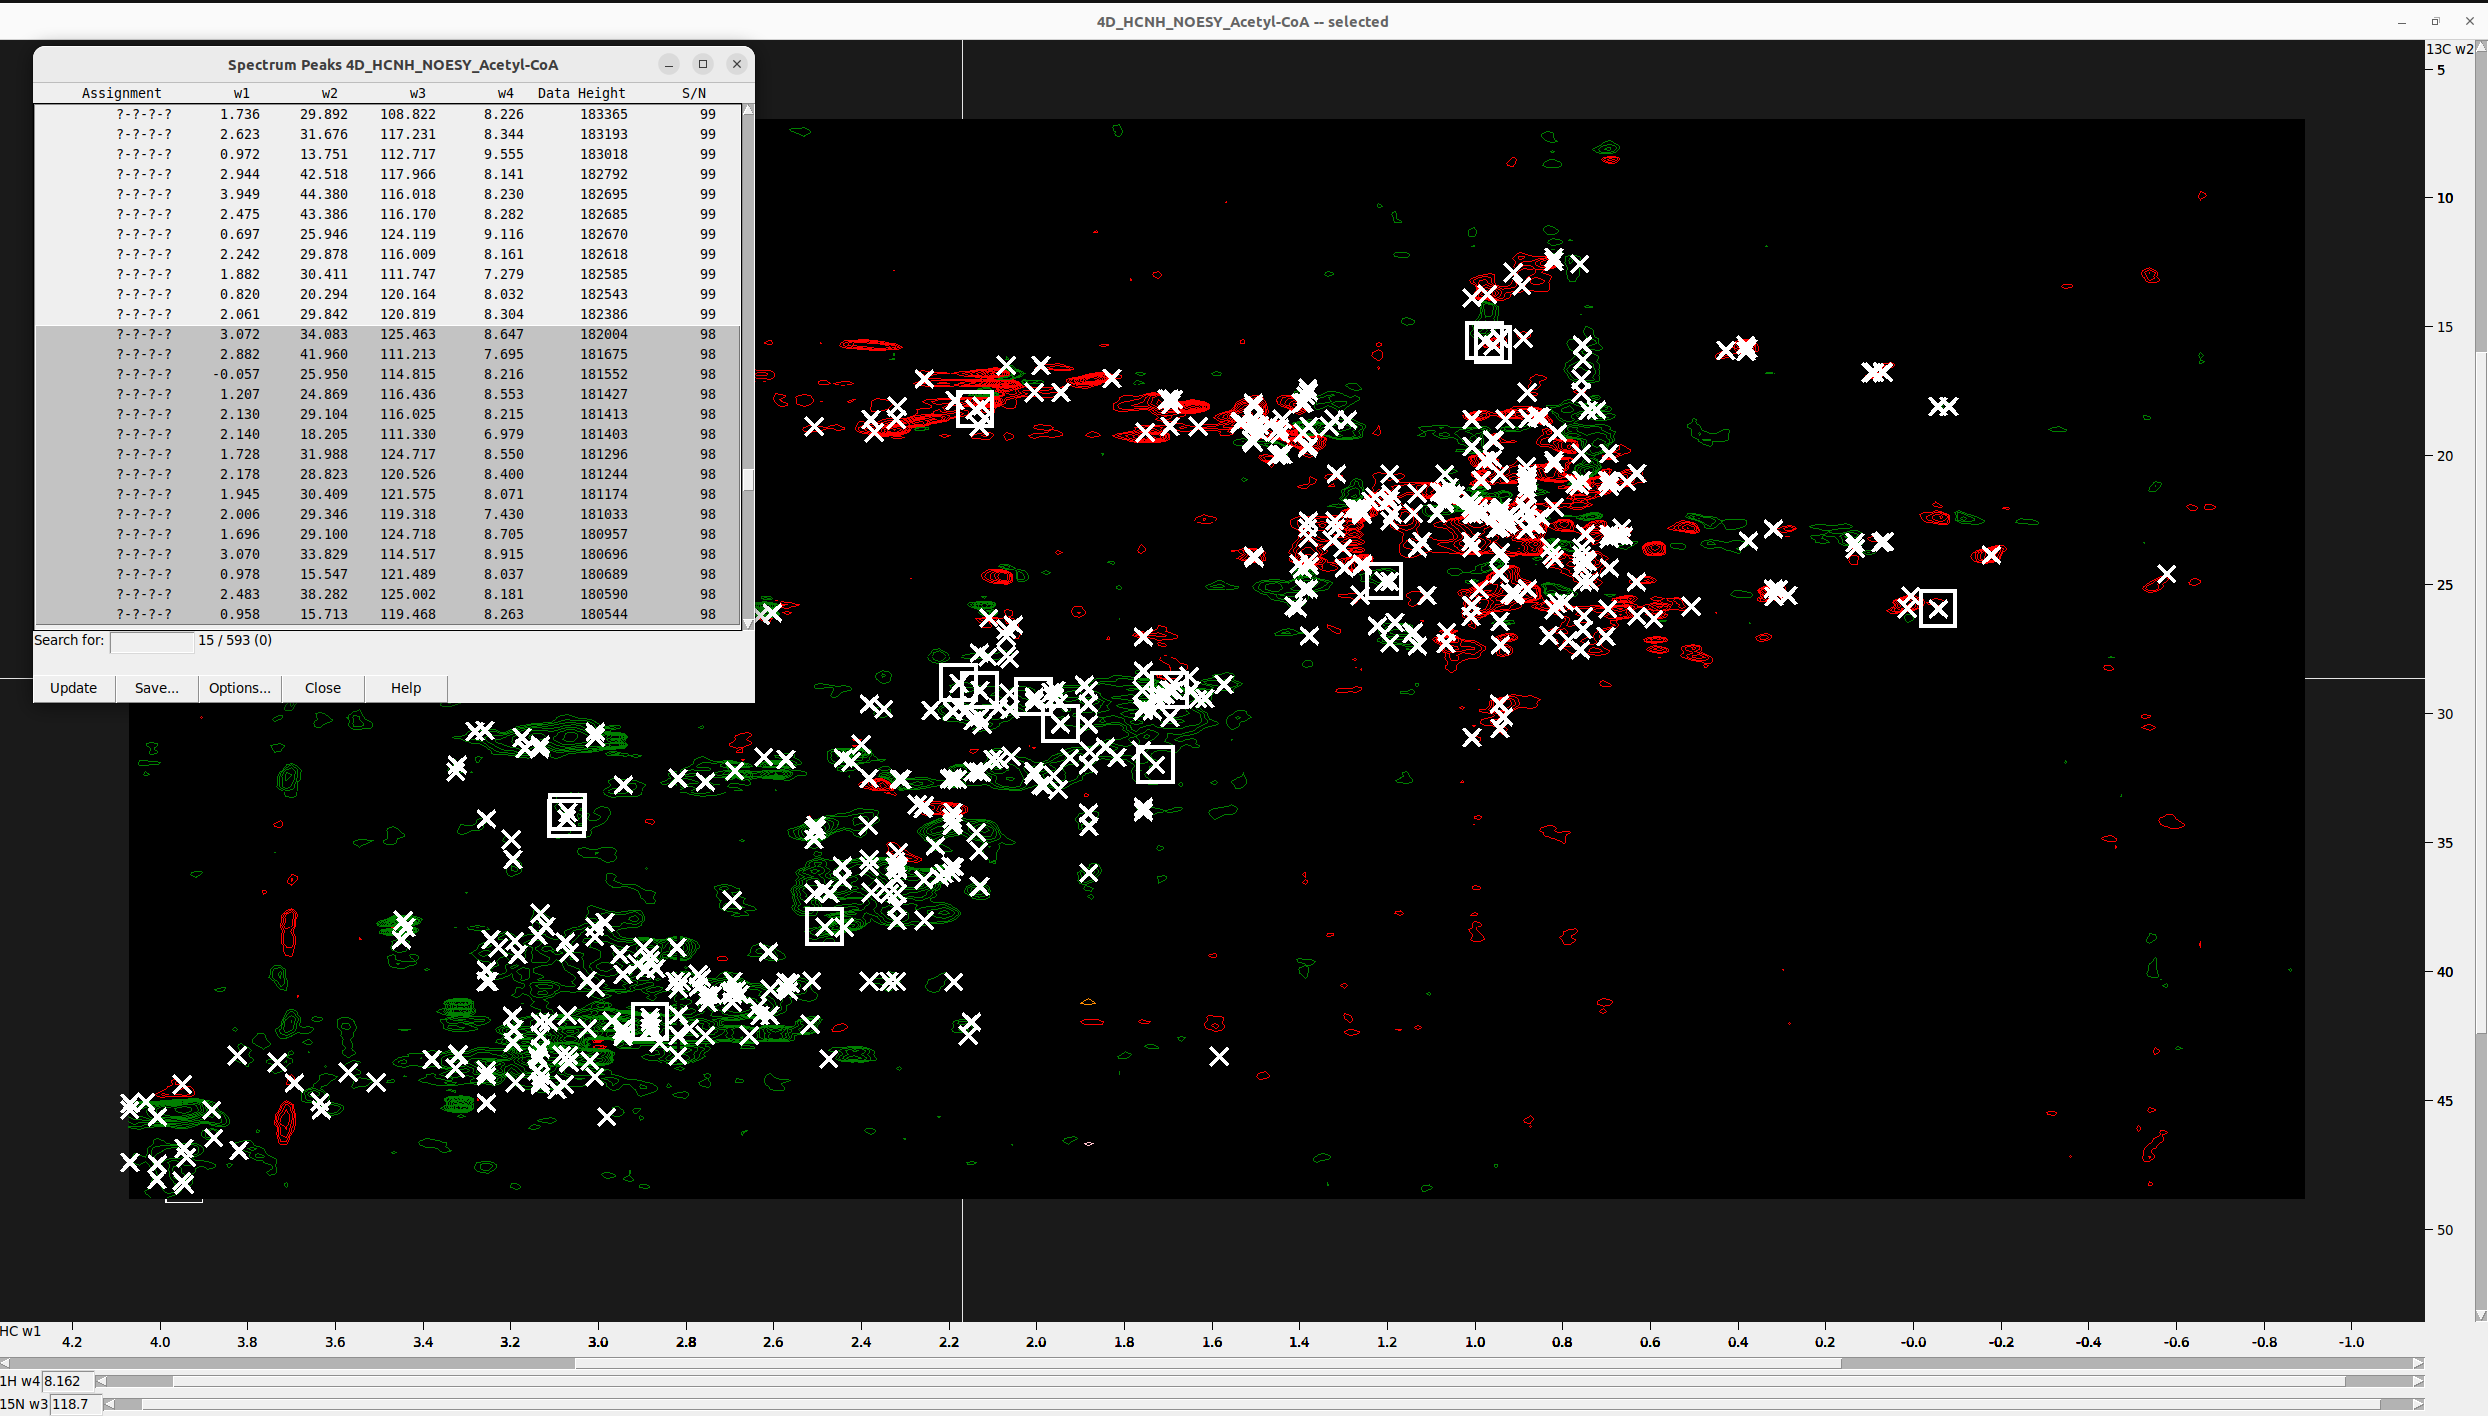 4D_HCNH_NOESY_Acetyl-CoA -- selected
Spectrum Peaks 4D_HCNH_NOESY_Acetyl-CoA
Assignment w1 w2 w3 w4 Data Height S/N
?-?-?-? 1.736 29.892 108.822 8.226 183365 99
?-?-?-? 2.623 31.676 117.231 8.344 183193 99
?-?-?-? 0.972 13.751 112.717 9.555 183018 99
?-?-?-? 2.944 42.518 117.966 8.141 182792 99
?-?-?-? 3.949 44.380 116.018 8.230 182695 99
?-?-?-? 2.475 43.386 116.170 8.282 182685 99
?-?-?-? 0.697 25.946 124.119 9.116 182670 99
?-?-?-? 2.242 29.878 116.009 8.161 182618 99
?-?-?-? 1.882 30.411 111.747 7.279 182585 99
?-?-?-? 0.820 20.294 120.164 8.032 182543 99
?-?-?-? 2.061 29.842 120.819 8.304 182386 99
?-?-?-? 3.072 34.083 125.463 8.647 182004 98
?-?-?-? 2.882 41.960 111.213 7.695 181675 98
?-?-?-? -0.057 25.950 114.815 8.216 181552 98
?-?-?-? 1.207 24.869 116.436 8.553 181427 98
?-?-?-? 2.130 29.104 116.025 8.215 181413 98
?-?-?-? 2.140 18.205 111.330 6.979 181403 98
?-?-?-? 1.728 31.988 124.717 8.550 181296 98
?-?-?-? 2.178 28.823 120.526 8.400 181244 98
?-?-?-? 1.945 30.409 121.575 8.071 181174 98
?-?-?-? 2.006 29.346 119.318 7.430 181033 98
?-?-?-? 1.696 29.100 124.718 8.705 180957 98
?-?-?-? 3.070 33.829 114.517 8.915 180696 98
?-?-?-? 0.978 15.547 121.489 8.037 180689 98
?-?-?-? 2.483 38.282 125.002 8.181 180590 98
?-?-?-? 0.958 15.713 119.468 8.263 180544 98
Search for: 15 / 593 (0)
Update Save... Options... Close Help
13C w2
5
10
15
20
25
30
35
40
45
50
HC w1
4.2 4.0 3.8 3.6 3.4 3.2 3.0 2.8 2.6 2.4 2.2 2.0 1.8 1.6 1.4 1.2 1.0 0.8 0.6 0.4 0.2 -0.0 -0.2 -0.4 -0.6 -0.8 -1.0
1H w4 8.162
15N w3 118.7